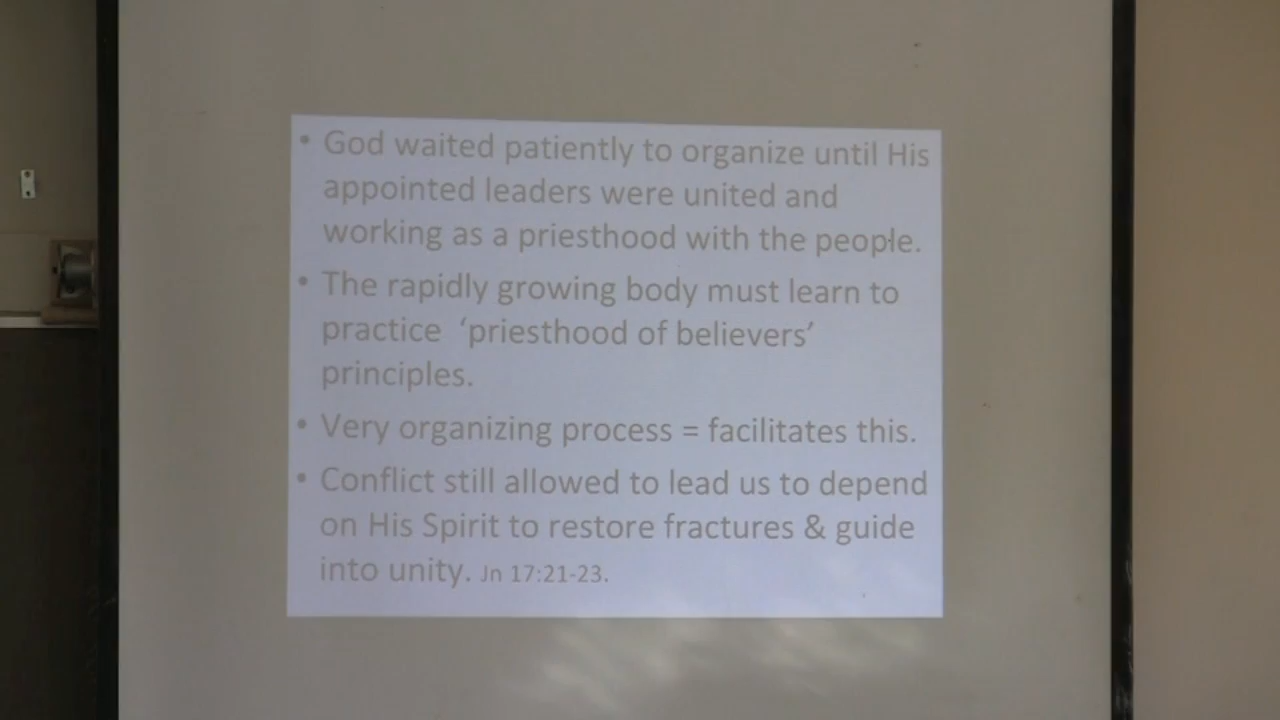 • God waited patiently to organize until His
appointed leaders were united and
working as a priesthood with the people.
• The rapidly growing body must learn to
practice ‘priesthood of believers’
principles.
• Very organizing process = facilitates this.
• Conflict still allowed to lead us to depend
on His Spirit to restore fractures & guide
into unity. Jn 17:21-23.